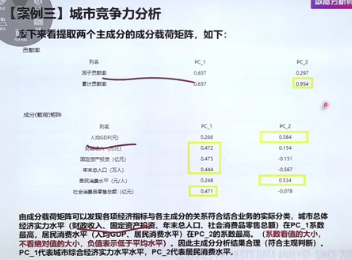 【案例三】城市竞争力分析
下来看提取两个主成分的成分载荷矩阵，如下：
贡献率
列名 PC_1 PC_2
因子贡献率 0.657 0.297
累计贡献率 0.657 0.954
成分(载荷)矩阵
列名 PC_1 PC_2
人均GDP(元) 0.266 0.584
(万元) 0.472 0.154
固定资产投资（亿元） 0.473 -0.151
年末总人口（万人） 0.444 -0.367
居民消费水平（元/人） 0.248
社会消费品零售总额（亿元） 0.471 -0.078
由成分载荷矩阵可以发现各项经济指标与各主成分的关系符合结合业务的实际分类，城市总体
经济实力水平（财政收入、固定资产投资、年末总人口、社会消费品零售总额）在PC_1系数
最高，居民消费水平（人均GDP、居民消费水平）在PC_2的系数最高。（系数看值的大小，
不看绝对值的大小，负值表示低于平均水平）。因此主成分分析结果合理（符合主观判断）。
PC_1代表城市综合经济实力水平水平，PC_2代表居民消费水平。